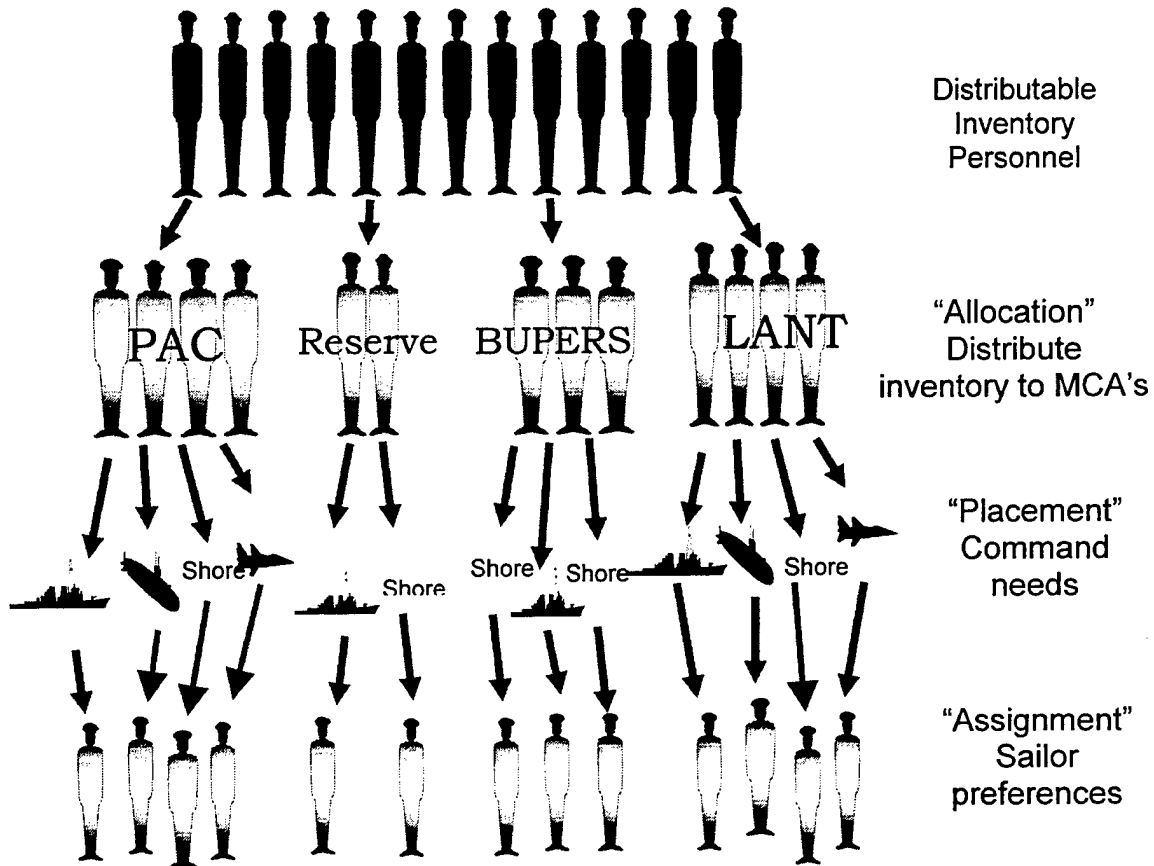 Distributable
Inventory
Personnel
PAC
Reserve
BUPERS
LANT
“Allocation”
Distribute
inventory to MCA's
“Placement”
Command
needs
Shore
Shore
Shore
Shore
Shore
“Assignment”
Sailor
preferences